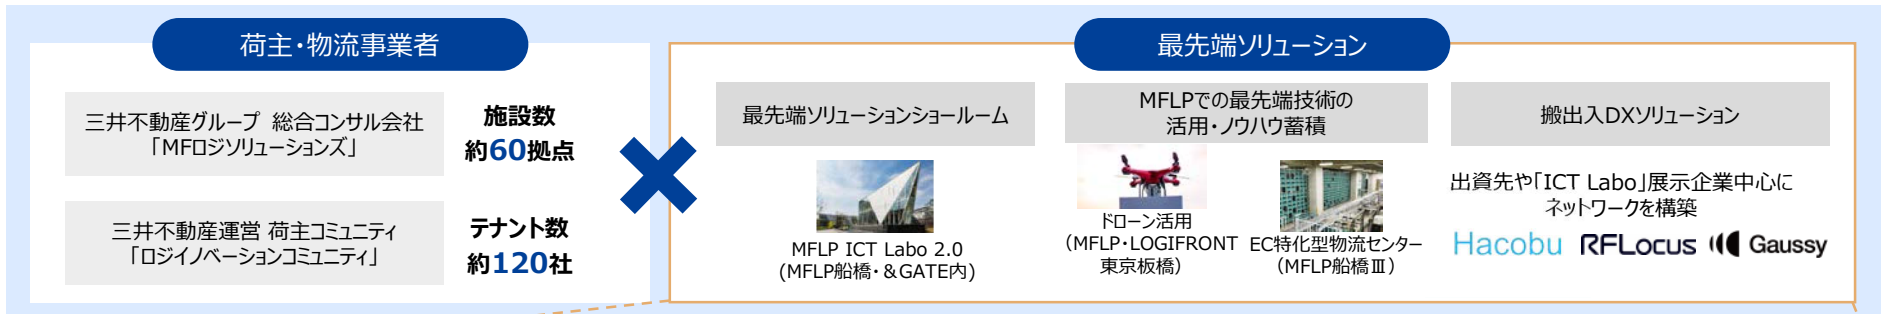 荷主・物流事業者
三井不動産グループ 総合コンサル会社
「MFロジソリューションズ」
施設数
約60拠点
三井不動産運営 荷主コミュニティ
「ロジイノベーションコミュニティ」
テナント数
約120社
最先端ソリューション
最先端ソリューションショールーム
MFLP ICT Labo 2.0
(MFLP船橋・&GATE内)
MFLPでの最先端技術の
活用・ノウハウ蓄積
ドローン活用
（MFLP・LOGIFRONT
東京板橋）
EC特化型物流センター
（MFLP船橋Ⅲ）
搬出入DXソリューション
出資先や「ICT Labo」展示企業中心に
ネットワークを構築
Hacobu RFLocus Gaussy